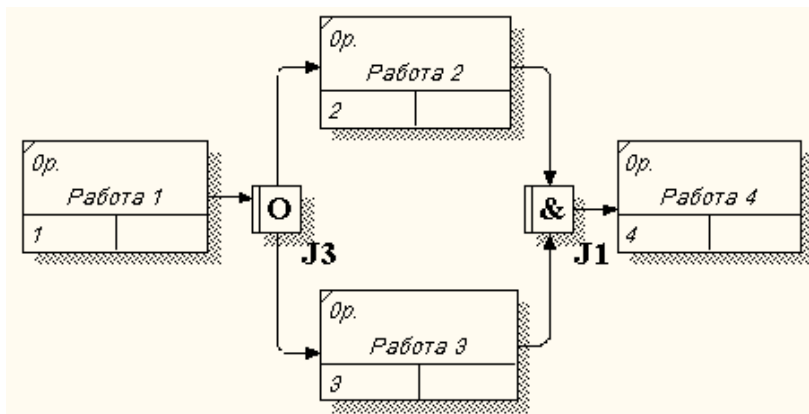 0р.
Работа 2
2
0р.
Работа 1
1
O
J3
&
J1
0р.
Работа 4
4
0р.
Работа 3
3